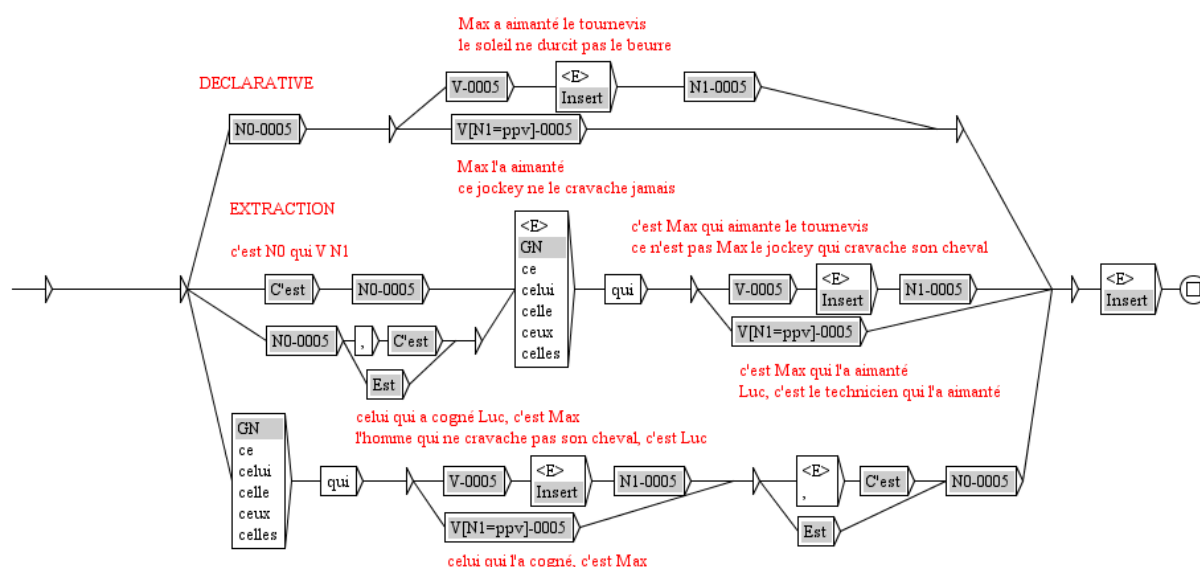 Max a aimanté le tournevis
le soleil ne durcit pas le beurre
DECLARATIVE
<E>
V-0005
Insert
N1-0005
N0-0005
V[N1=ppv]-0005
Max l'a aimanté
ce jockey ne le cravache jamais
EXTRACTION
c'est N0 qui V N1
<E>
GN
ce
celui
celle
ceux
celles
c'est Max qui aimante le tournevis
ce n'est pas Max le jockey qui cravache son cheval
C'est
N0-0005
qui
V-0005
<E>
Insert
N1-0005
<E>
Insert
N0-0005
,
C'est
Est
V[N1=ppv]-0005
c'est Max qui l'a aimanté
Luc, c'est le technicien qui l'a aimanté
celui qui a cogné Luc, c'est Max
l'homme qui ne cravache pas son cheval, c'est Luc
GN
ce
celui
celle
ceux
celles
qui
V-0005
<E>
Insert
N1-0005
<E>
,
C'est
N0-0005
V[N1=ppv]-0005
Est
celui qui l'a cogné, c'est Max